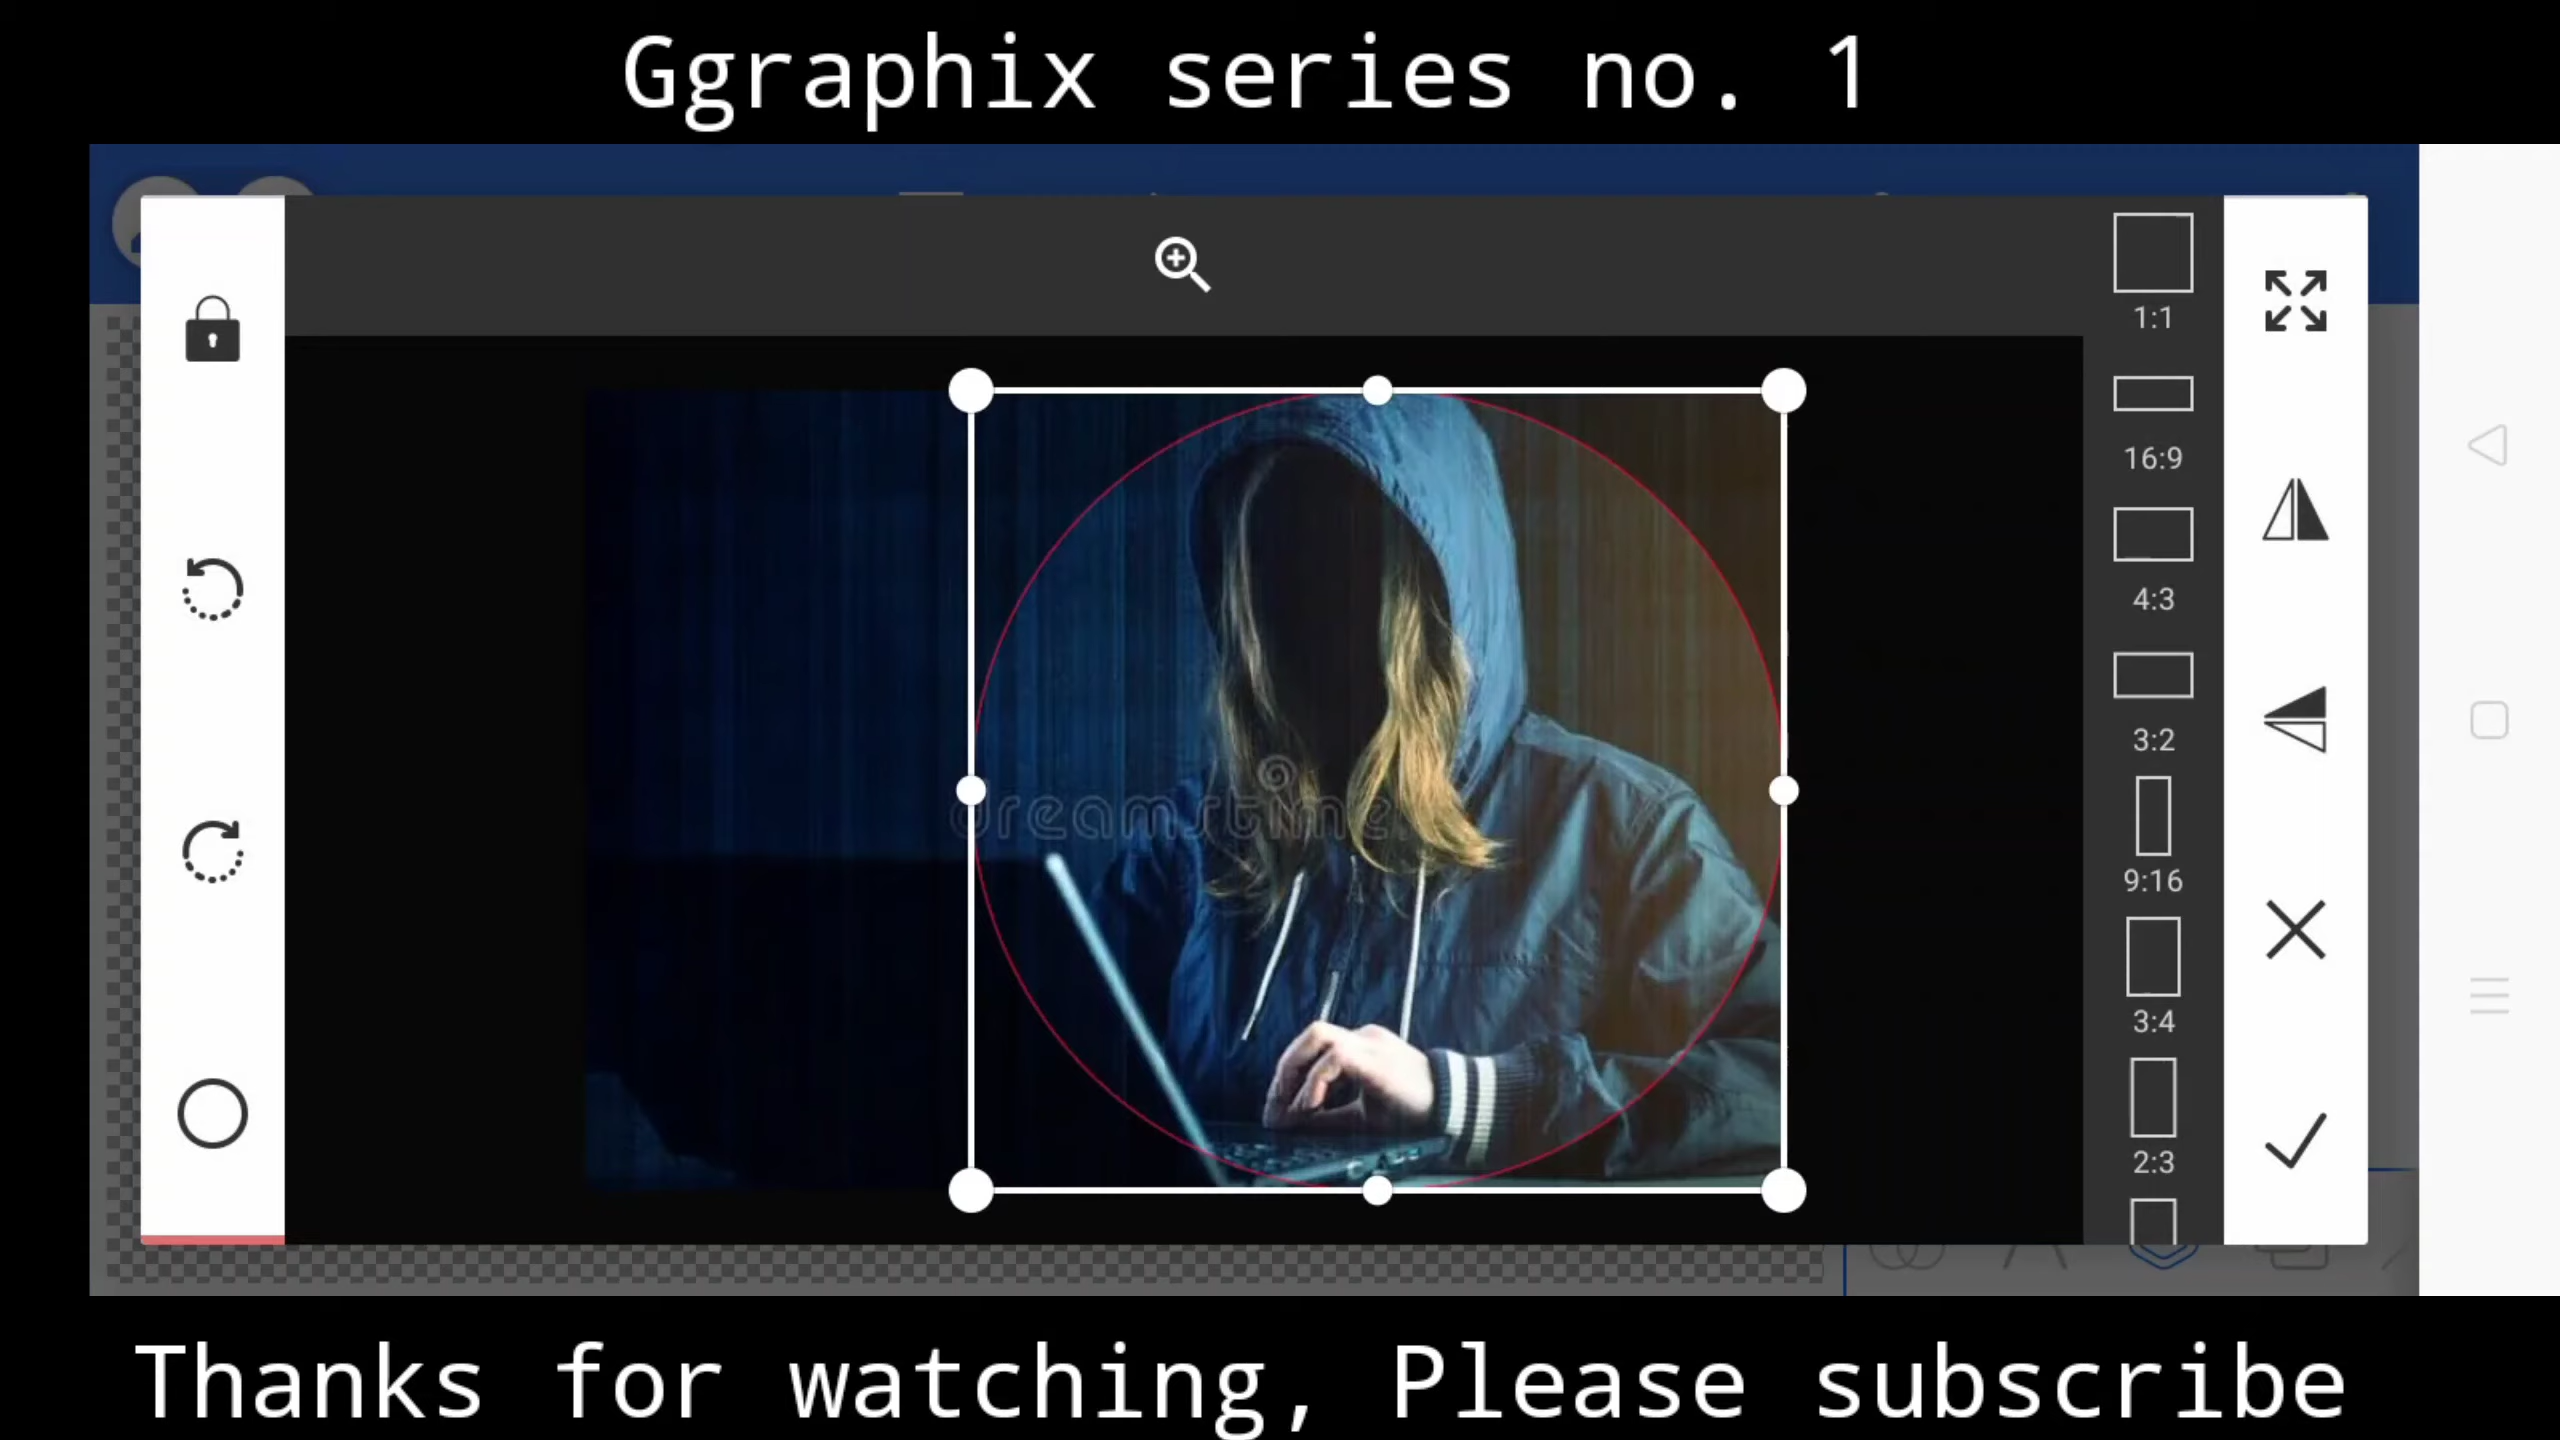 Ggraphix series no. 1
1:1
16:9
4:3
3:2
dreamstime
9:16
3:4
2:3
Thanks for watching, Please subscribe